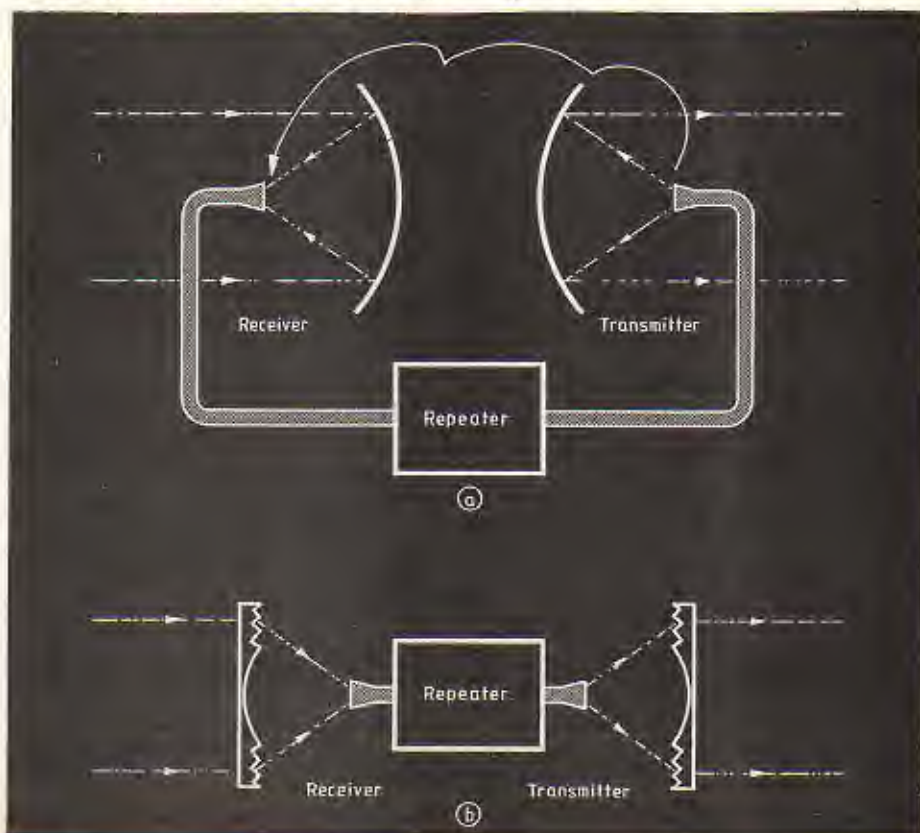 Receiver
Transmitter
Repeater
a
Repeater
Receiver
Transmitter
b